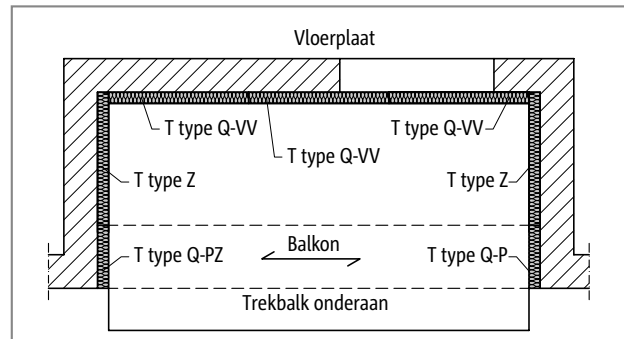 Vloerplaat
T type Q-VV
T type Q-VV
T type Q-VV
T type Z
T type Z
T type Q-PZ
Balkon
T type Q-P
Trekbalk onderaan